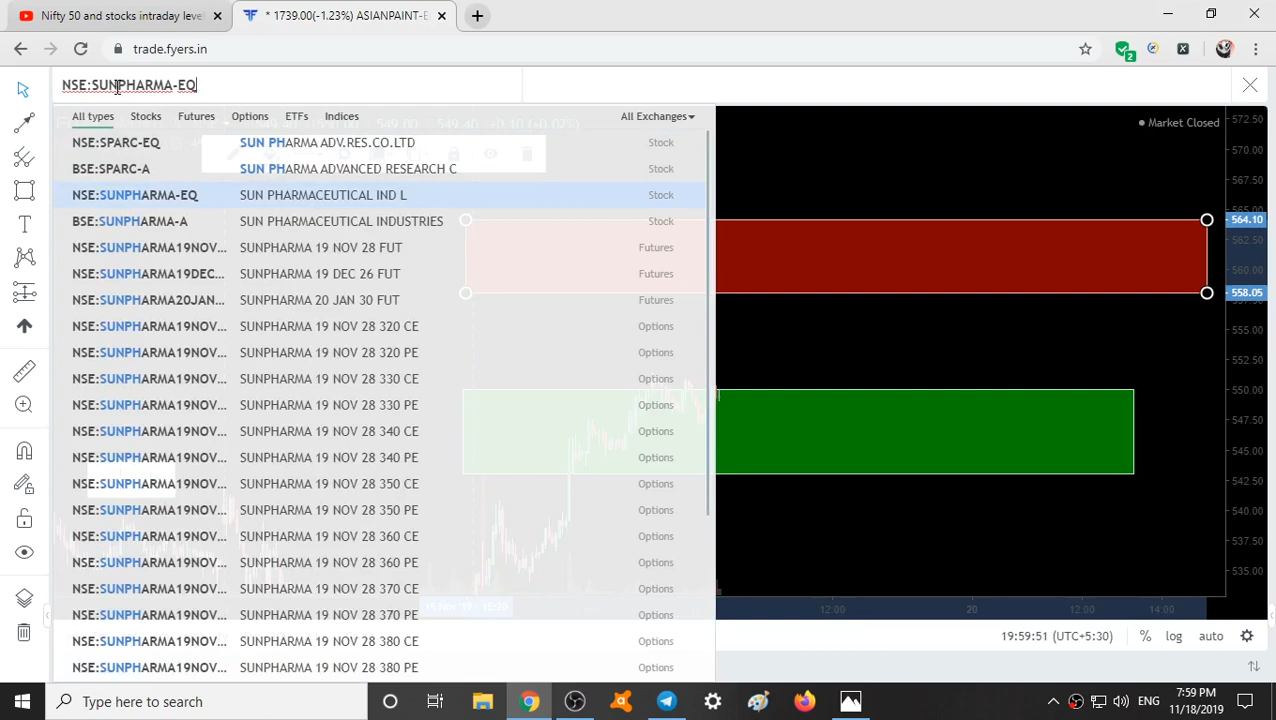 Nifty 50 and stocks intraday leve
* 1739.00(-1.23%) ASIANPAINT-E
trade.fyers.in
2
NSE:SUNPHARMA-EQ
All types Stocks Futures Options ETFs Indices All Exchanges
Market Closed
NSE:SPARC-EQ SUN PHARMA ADV.RES.CO.LTD Stock
BSE:SPARC-A SUN PHARMA ADVANCED RESEARCH C Stock
NSE:SUNPHARMA-EQ SUN PHARMACEUTICAL IND L Stock
BSE:SUNPHARMA-A SUN PHARMACEUTICAL INDUSTRIES Stock
NSE:SUNPHARMA19NOV... SUNPHARMA 19 NOV 28 FUT Futures
NSE:SUNPHARMA19DEC... SUNPHARMA 19 DEC 26 FUT Futures
NSE:SUNPHARMA20JAN... SUNPHARMA 20 JAN 30 FUT Futures
NSE:SUNPHARMA19NOV... SUNPHARMA 19 NOV 28 320 CE Options
NSE:SUNPHARMA19NOV... SUNPHARMA 19 NOV 28 320 PE Options
NSE:SUNPHARMA19NOV... SUNPHARMA 19 NOV 28 330 CE Options
NSE:SUNPHARMA19NOV... SUNPHARMA 19 NOV 28 330 PE Options
NSE:SUNPHARMA19NOV... SUNPHARMA 19 NOV 28 340 CE Options
NSE:SUNPHARMA19NOV... SUNPHARMA 19 NOV 28 340 PE Options
NSE:SUNPHARMA19NOV... SUNPHARMA 19 NOV 28 350 CE Options
NSE:SUNPHARMA19NOV... SUNPHARMA 19 NOV 28 350 PE Options
NSE:SUNPHARMA19NOV... SUNPHARMA 19 NOV 28 360 CE Options
NSE:SUNPHARMA19NOV... SUNPHARMA 19 NOV 28 360 PE Options
NSE:SUNPHARMA19NOV... SUNPHARMA 19 NOV 28 370 CE Options
NSE:SUNPHARMA19NOV... SUNPHARMA 19 NOV 28 370 PE Options
NSE:SUNPHARMA19NOV... SUNPHARMA 19 NOV 28 380 CE Options
NSE:SUNPHARMA19NOV... SUNPHARMA 19 NOV 28 380 PE Options
572.50
570.00
567.50
565.00
564.10
562.50
560.00
558.05
557.50
555.00
552.50
550.00
547.50
545.00
542.50
540.00
537.50
535.00
12:00 20 12:00 14:00
19:59:51 (UTC+5:30) % log auto
Type here to search
ENG
7:59 PM
11/18/2019